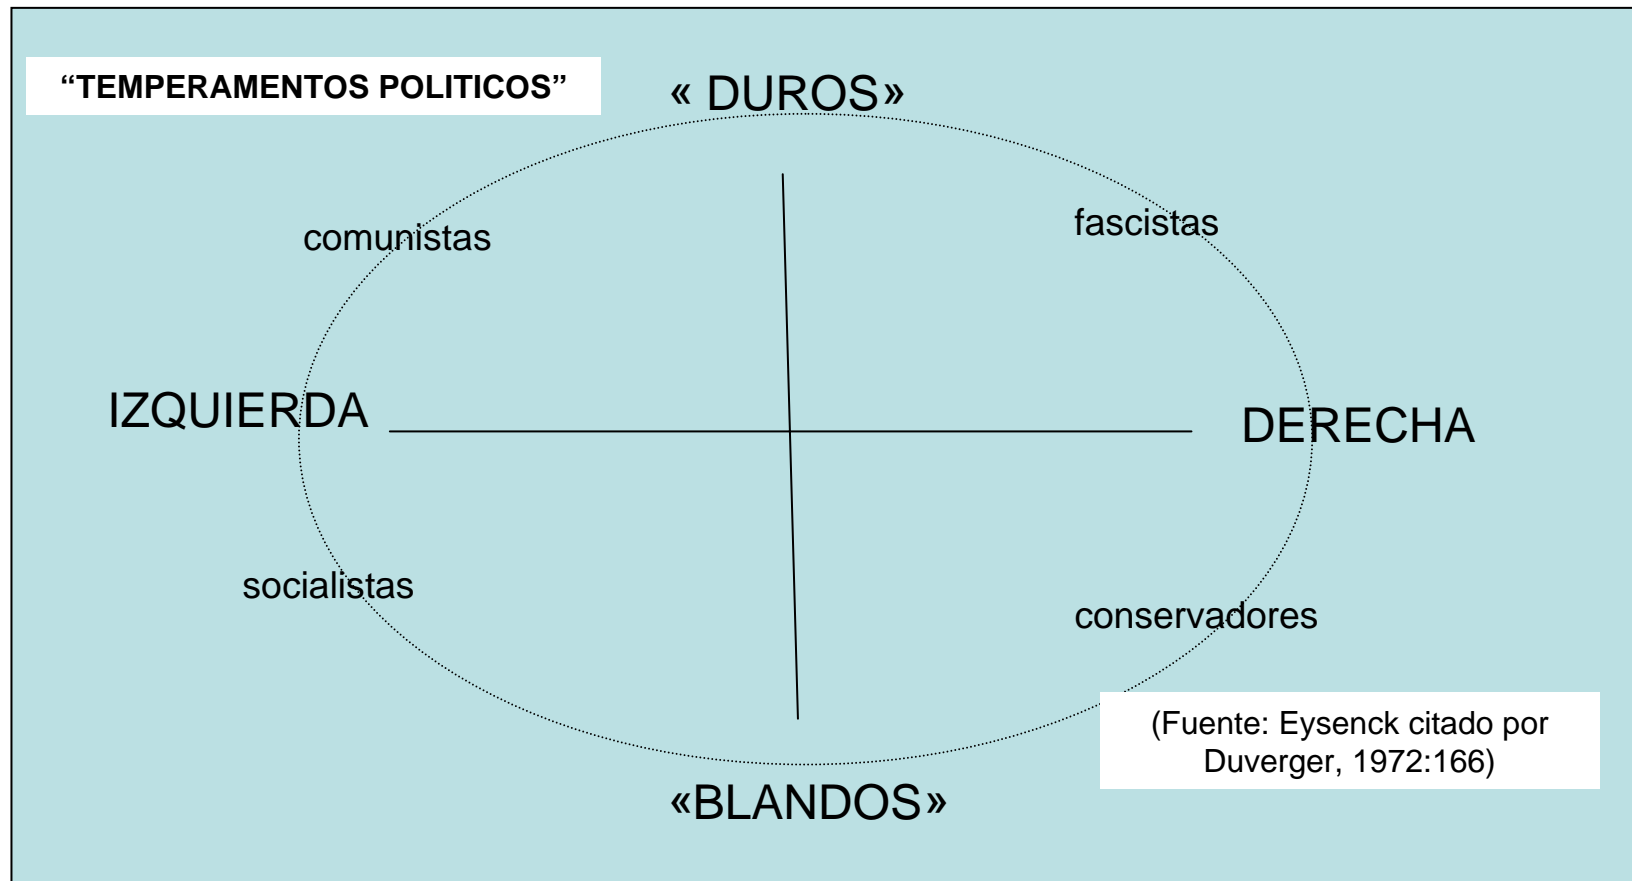 “TEMPERAMENTOS POLITICOS”
« DUROS»
comunistas
fascistas
IZQUIERDA
DERECHA
socialistas
conservadores
(Fuente: Eysenck citado por
Duverger, 1972:166)
«BLANDOS»